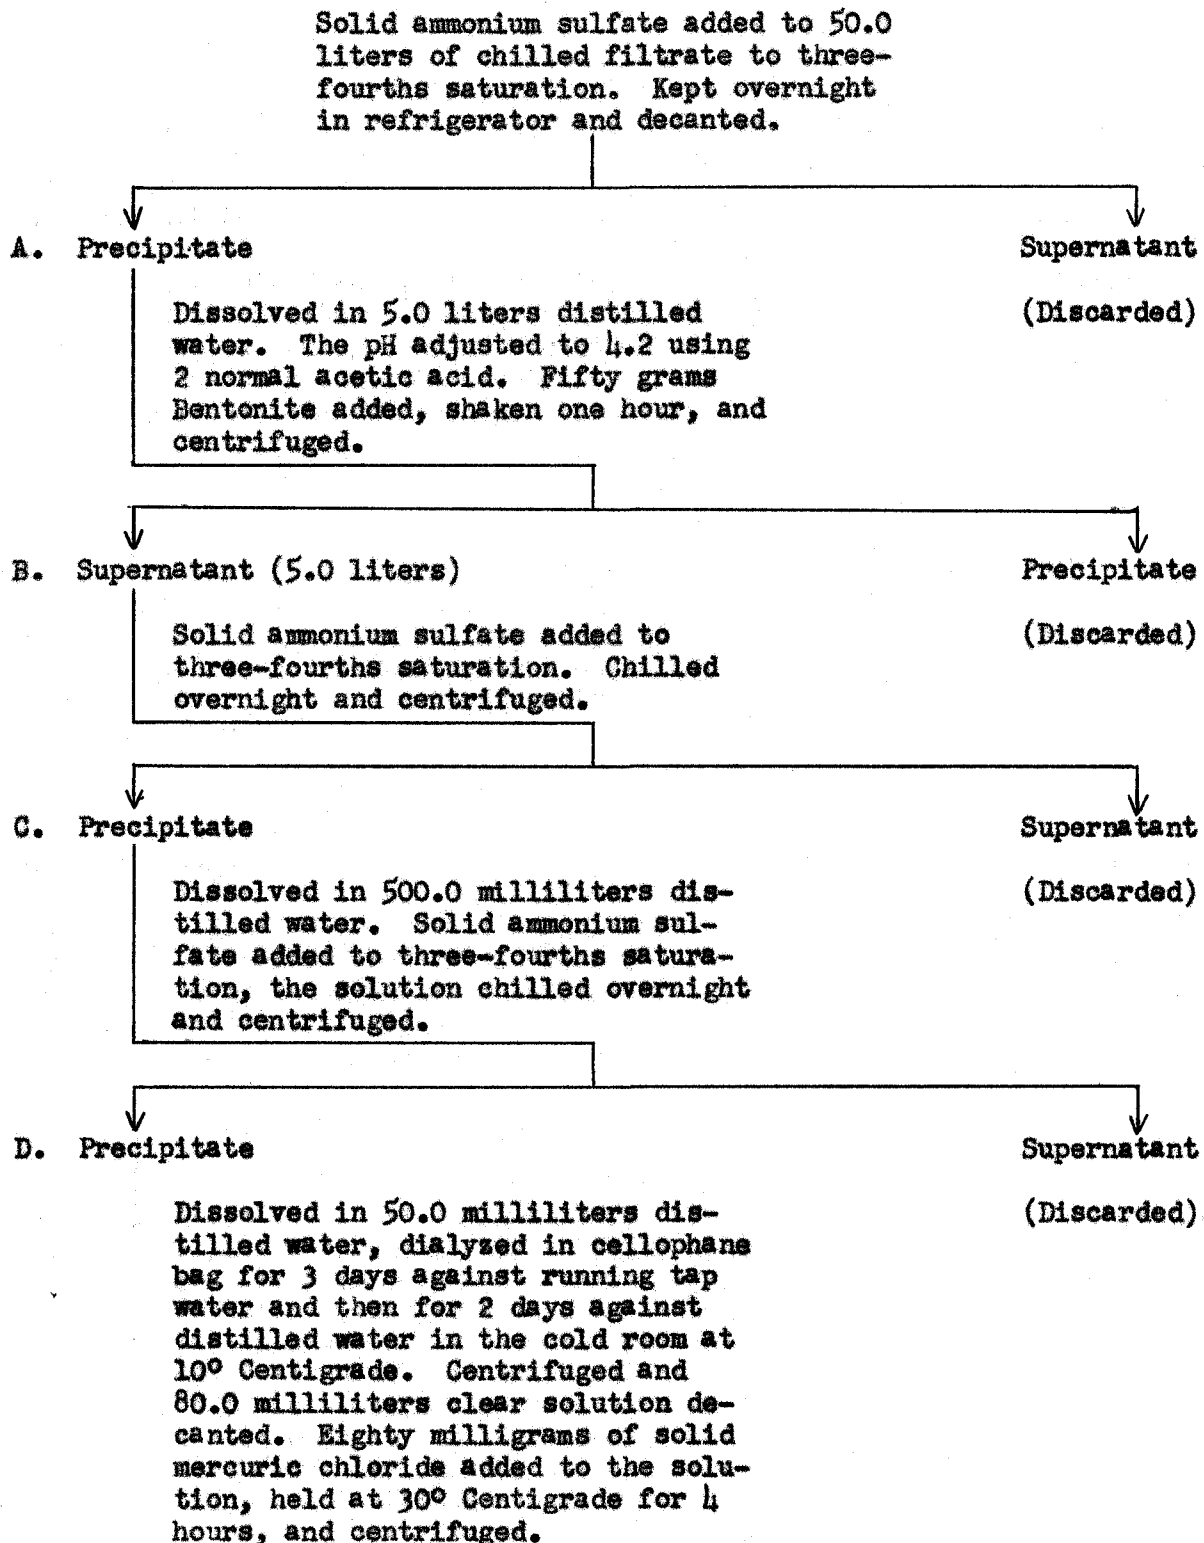 Solid ammonium sulfate added to 50.0
liters of chilled filtrate to three-
fourths saturation. Kept overnight
in refrigerator and decanted.
A. Precipitate
Supernatant
Dissolved in 5.0 liters distilled
water. The pH adjusted to 4.2 using
2 normal acetic acid. Fifty grams
Bentonite added, shaken one hour, and
centrifuged.
(Discarded)
B. Supernatant (5.0 liters)
Precipitate
Solid ammonium sulfate added to
three-fourths saturation. Chilled
overnight and centrifuged.
(Discarded)
C. Precipitate
Supernatant
Dissolved in 500.0 milliliters dis-
tilled water. Solid ammonium sul-
fate added to three-fourths satura-
tion, the solution chilled overnight
and centrifuged.
(Discarded)
D. Precipitate
Supernatant
Dissolved in 50.0 milliliters dis-
tilled water, dialyzed in cellophane
bag for 3 days against running tap
water and then for 2 days against
distilled water in the cold room at
10° Centigrade. Centrifuged and
80.0 milliliters clear solution de-
canted. Eighty milligrams of solid
mercuric chloride added to the solu-
tion, held at 30° Centigrade for 4
hours, and centrifuged.
(Discarded)